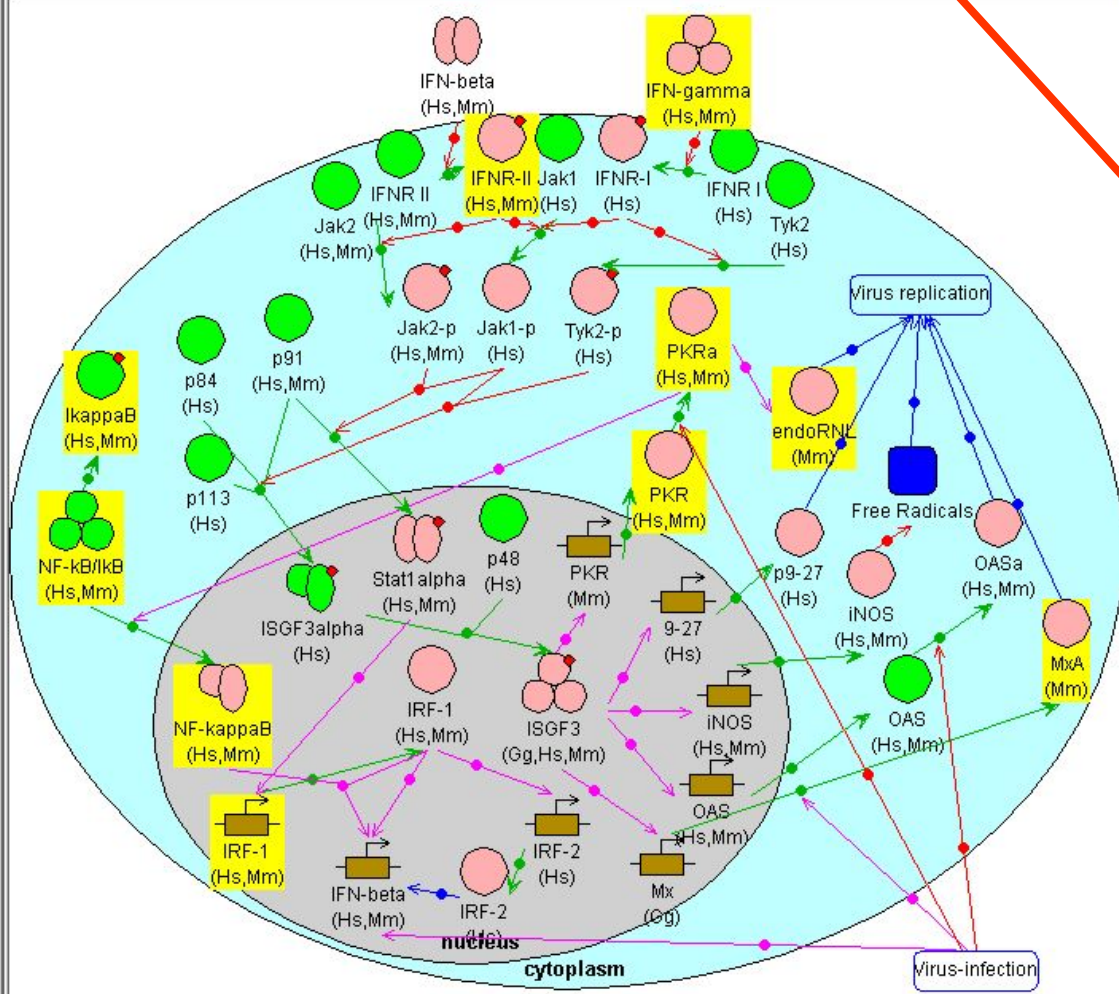 IFN-beta
(Hs,Mm)
IFN-gamma
(Hs,Mm)
Jak2
(Hs,Mm)
IFNR II
(Hs,Mm)
IFNR-II
(Hs,Mm)
Jak1
(Hs)
IFNR-I
(Hs)
IFNR I
(Hs)
Tyk2
(Hs)
Virus replication
Jak2-p
(Hs,Mm)
Jak1-p
(Hs)
Tyk2-p
(Hs)
PKRa
(Hs,Mm)
IkappaB
(Hs,Mm)
p84
(Hs)
p91
(Hs,Mm)
endoRNL
(Mm)
p113
(Hs)
PKR
(Hs,Mm)
Free Radicals
NF-kB/IkB
(Hs,Mm)
Stat1alpha
(Hs,Mm)
p48
(Hs)
PKR
(Mm)
p9-27
(Hs)
iNOS
(Hs,Mm)
OASa
(Hs,Mm)
ISGF3alpha
(Hs)
9-27
(Hs)
MxA
(Mm)
NF-kappaB
(Hs,Mm)
IRF-1
(Hs,Mm)
ISGF3
(Gg,Hs,Mm)
iNOS
(Hs,Mm)
OAS
(Hs,Mm)
OAS
(Hs,Mm)
IRF-1
(Hs,Mm)
IFN-beta
(Hs,Mm)
IRF-2
(Hs)
IRF-2
(Hs)
Mx
(Gg)
nucleus
cytoplasm
Virus-infection